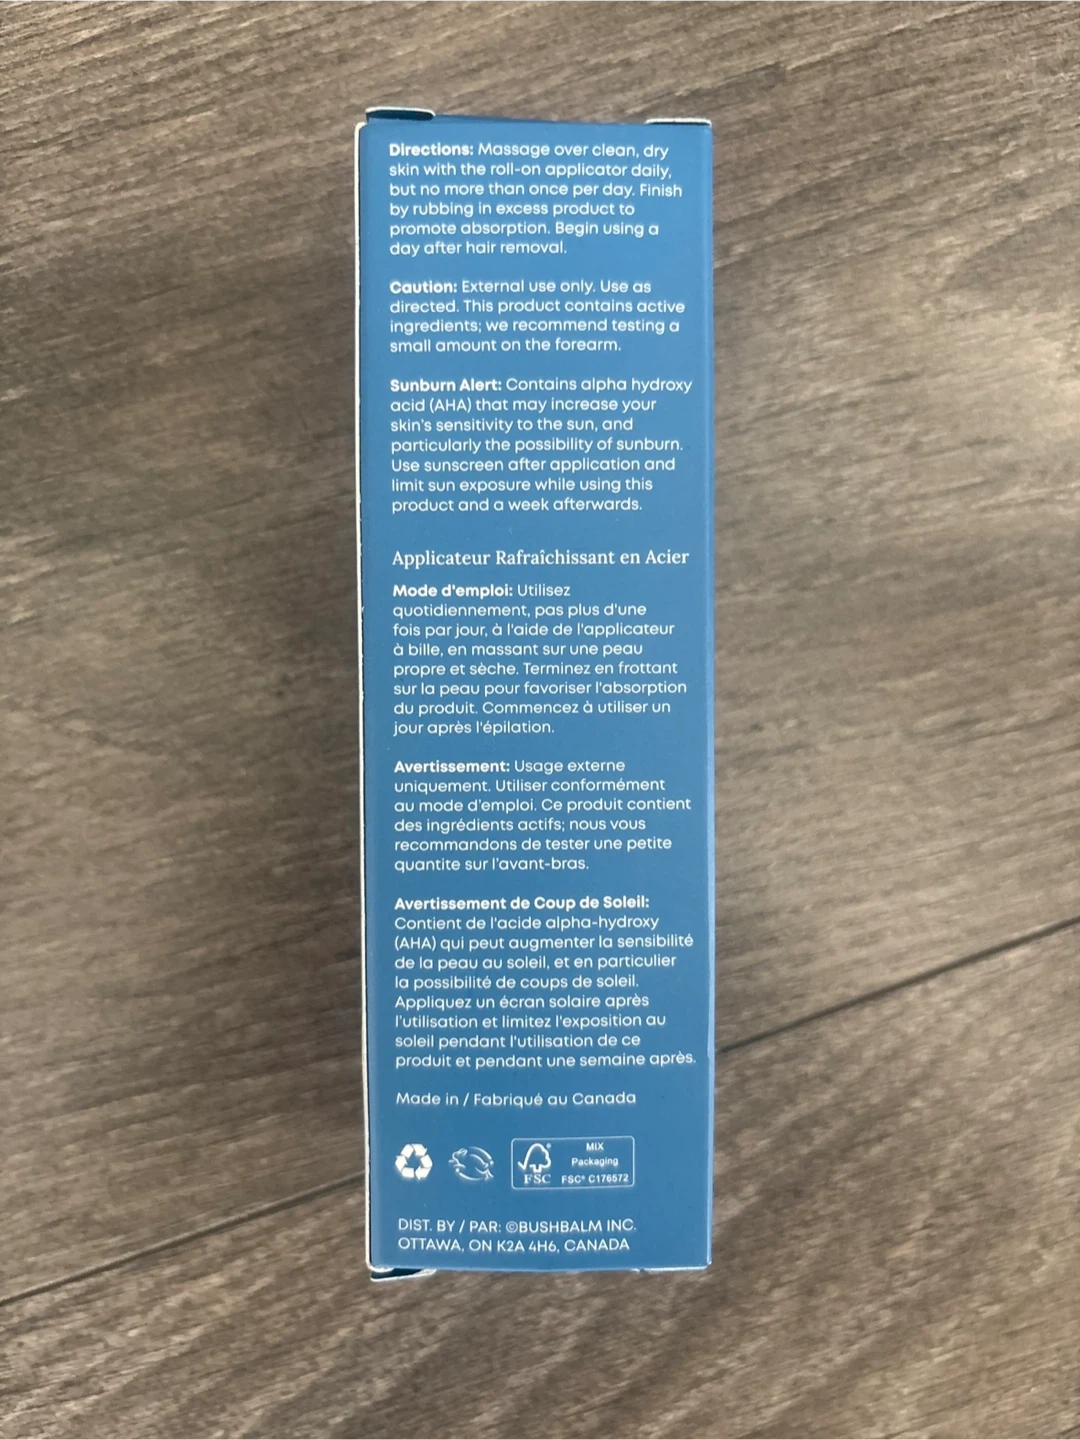 Directions: Massage over clean, dry
skin with the roll-on applicator daily,
but no more than once per day. Finish
by rubbing in excess product to
promote absorption. Begin using a
day after hair removal.
Caution: External use only. Use as
directed. This product contains active
ingredients; we recommend testing a
small amount on the forearm.
Sunburn Alert: Contains alpha hydroxy
acid (AHA) that may increase your
skin's sensitivity to the sun, and
particularly the possibility of sunburn.
Use sunscreen after application and
limit sun exposure while using this
product and a week afterwards.
Applicateur Rafraîchissant en Acier
Mode d'emploi: Utilisez
quotidiennement, pas plus d'une
fois par jour, à l'aide de l'applicateur
à bille, en massant sur une peau
propre et sèche. Terminez en frottant
sur la peau pour favoriser l'absorption
du produit. Commencez à utiliser un
jour après l'épilation.
Avertissement: Usage externe
uniquement. Utiliser conformément
au mode d'emploi. Ce produit contient
des ingrédients actifs; nous vous
recommandons de tester une petite
quantite sur l'avant-bras.
Avertissement de Coup de Soleil:
Contient de l'acide alpha-hydroxy
(AHA) qui peut augmenter la sensibilité
de la peau au soleil, et en particulier
la possibilité de coups de soleil.
Appliquez un écran solaire après
l'utilisation et limitez l'exposition au
soleil pendant l'utilisation de ce
produit et pendant une semaine après.
Made in / Fabriqué au Canada
MIX
Packaging
FSC FSC® C176572
DIST. BY / PAR: ©BUSHBALM INC.
OTTAWA, ON K2A 4H6, CANADA